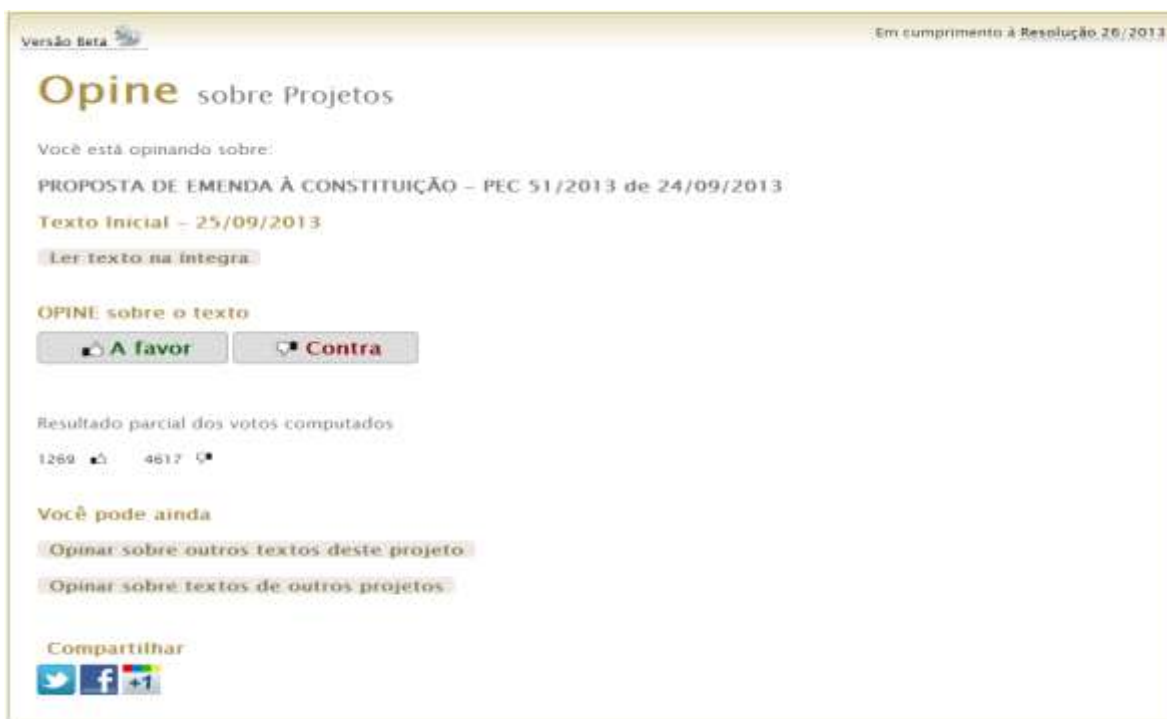 Versão Beta
Em cumprimento à Resolução 26/2013
Opine sobre Projetos
Você está opinando sobre:
PROPOSTA DE EMENDA À CONSTITUIÇÃO – PEC 51/2013 de 24/09/2013
Texto Inicial – 25/09/2013
Ler texto na íntegra
OPINE sobre o texto
A favor
Contra
Resultado parcial dos votos computados
1269 4617
Você pode ainda
Opinar sobre outros textos deste projeto
Opinar sobre textos de outros projetos
Compartilhar
f +1